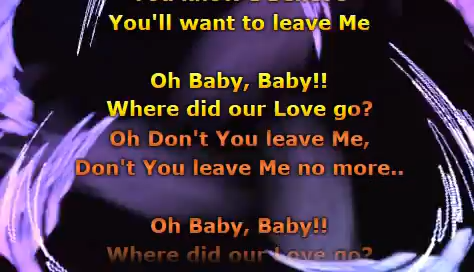 You'll want to leave Me
Oh Baby, Baby!!
Where did our Love go?
Oh Don't You leave Me,
Don't You leave Me no more..
Oh Baby, Baby!!
Where did our Love go?